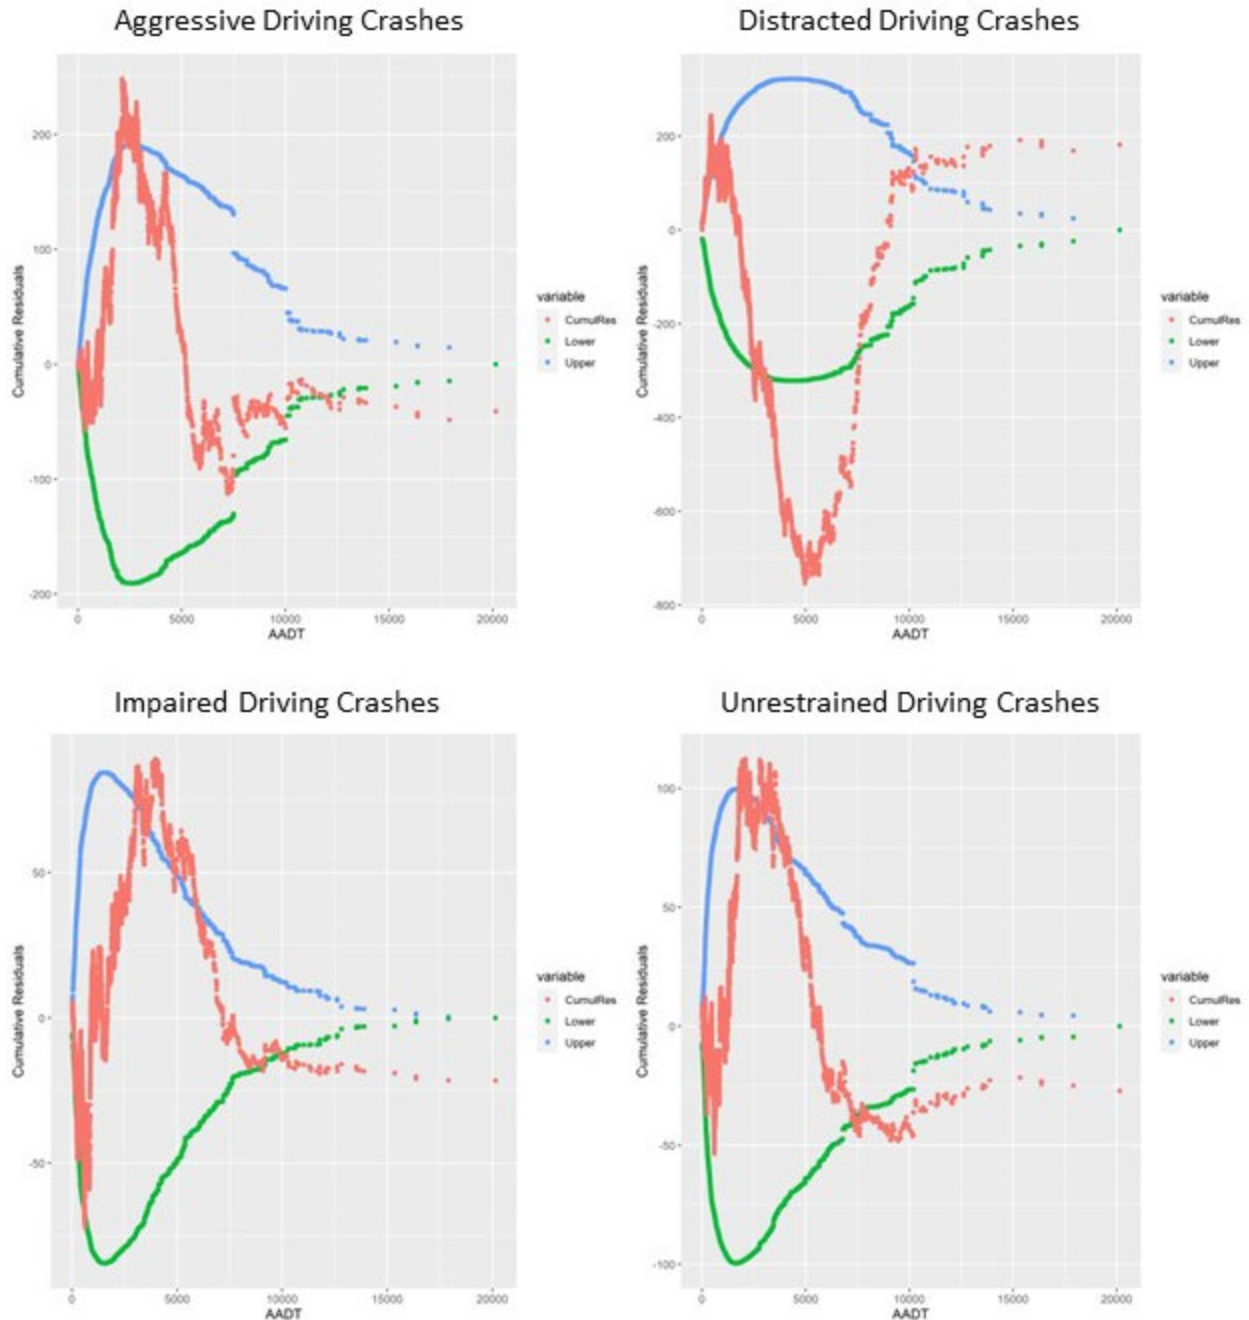 Aggressive Driving Crashes
Distracted Driving Crashes
200
100
0
-100
-200
Cumulative Residuals
0
5000
10000
15000
20000
AADT
variable
CumulRes
Lower
Upper
200
0
-200
-400
-600
-800
Cumulative Residuals
0
5000
10000
15000
20000
AADT
variable
CumulRes
Lower
Upper
Impaired Driving Crashes
Unrestrained Driving Crashes
50
0
-50
Cumulative Residuals
0
5000
10000
15000
20000
AADT
variable
CumulRes
Lower
Upper
100
50
0
-50
-100
Cumulative Residuals
0
5000
10000
15000
20000
AADT
variable
CumulRes
Lower
Upper